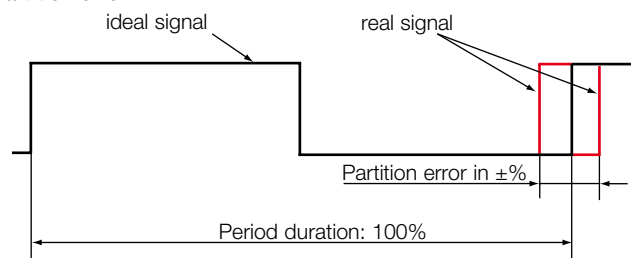 ideal signal
real signal
Partition error in ±%
Period duration: 100%